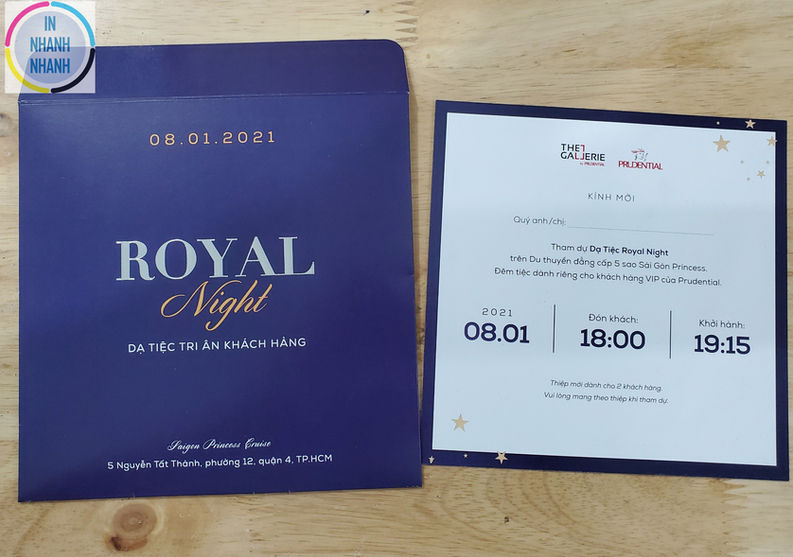 IN
NHANH
NHANH
08.01.2021
ROYAL
Night
DẠ TIỆC TRI ÂN KHÁCH HÀNG
Saigon Princess Cruise
5 Nguyễn Tất Thành, phường 12, quận 4, TP.HCM
THE
GALLERIE
by PRUDENTIAL
PRUDENTIAL
KÍNH MỜI
Quý anh/chị:
Tham dự Dạ Tiệc Royal Night
trên Du thuyền đẳng cấp 5 sao Sài Gòn Princess.
Đêm tiệc dành riêng cho khách hàng VIP của Prudential.
2021
08.01
Đón khách:
18:00
Khởi hành:
19:15
Thiệp mời dành cho 2 khách hàng.
Vui lòng mang theo thiệp khi tham dự.